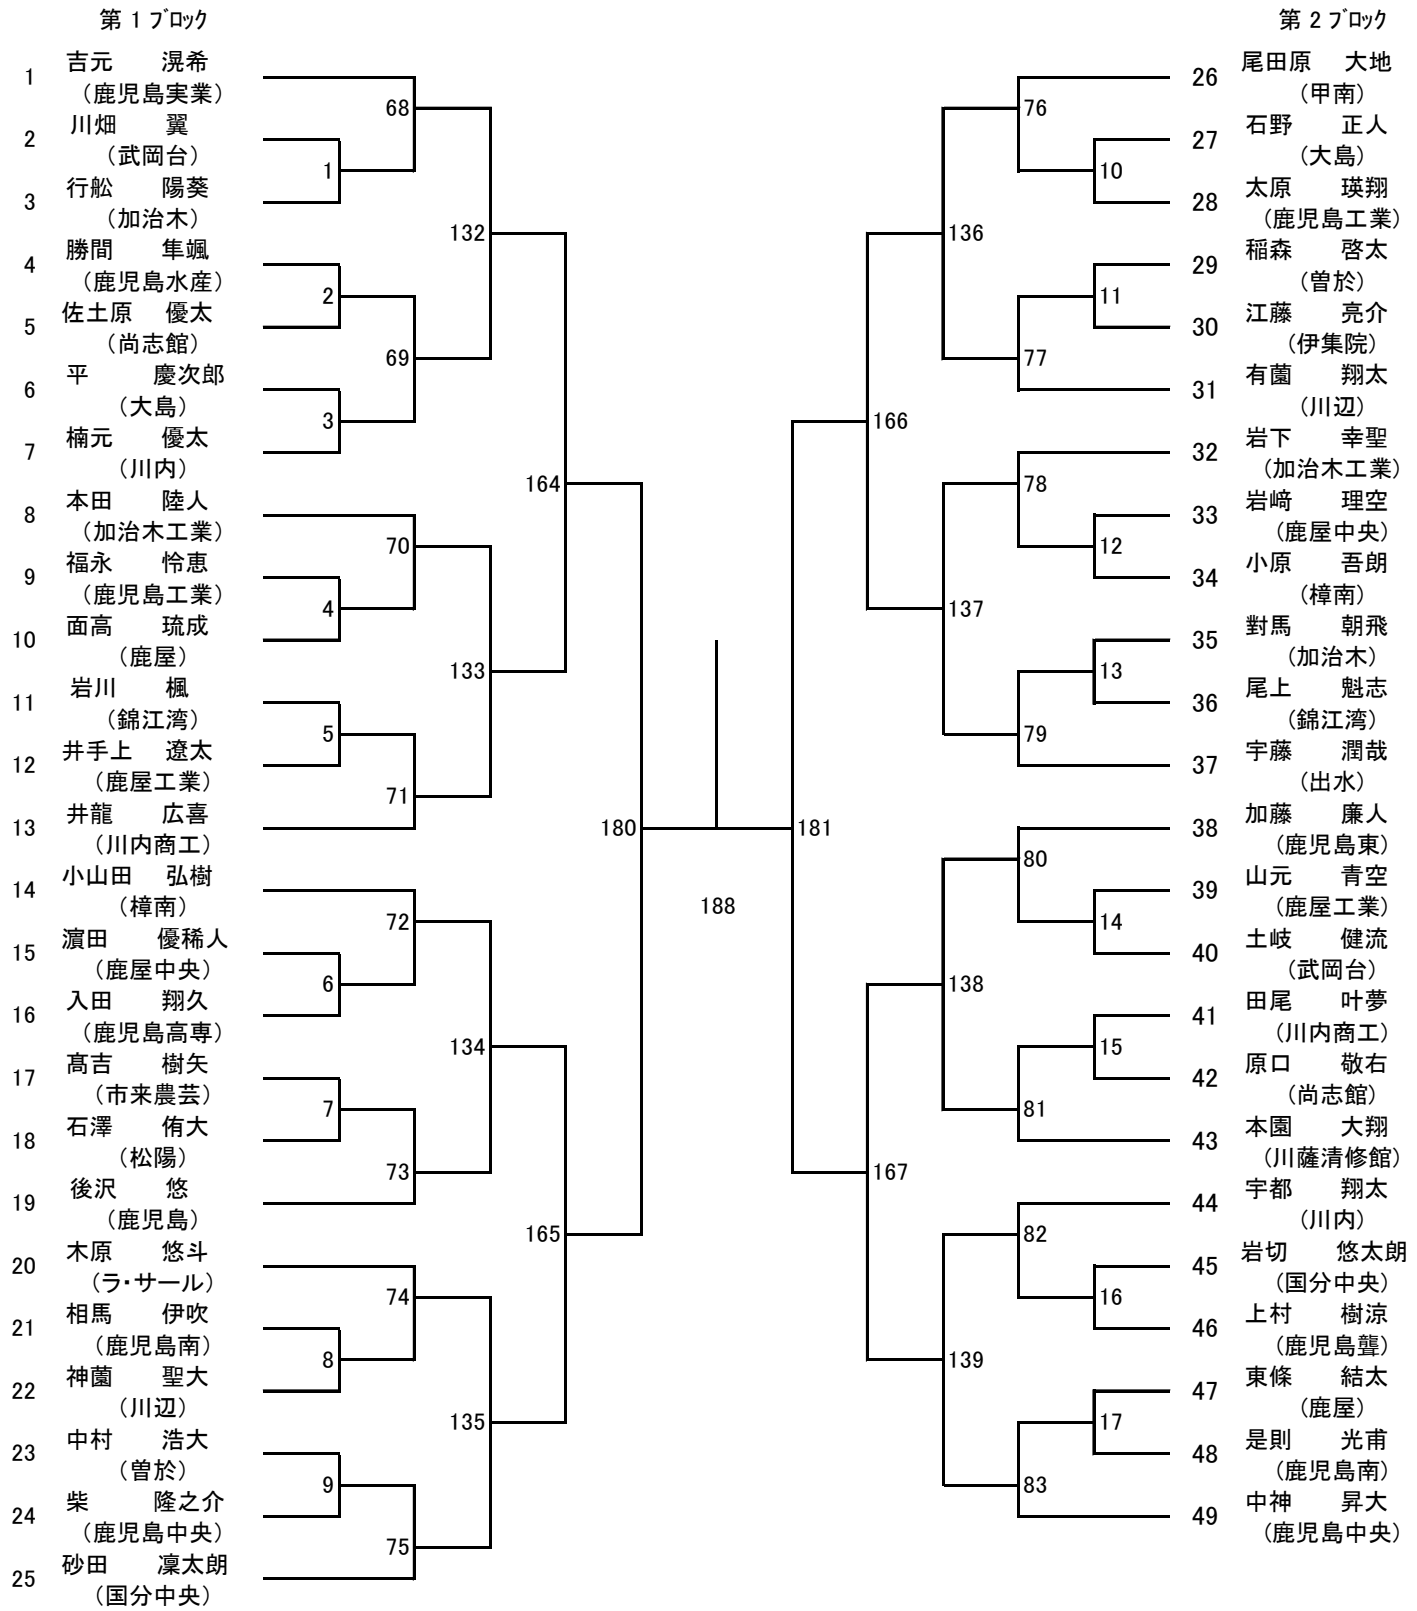 第１ブロック
1 吉元 滉希
（鹿児島実業）
2 川畑 翼
（武岡台）
3 行舩 陽葵
（加治木）
4 勝間 隼颯
（鹿児島水産）
5 佐土原 優太
（尚志館）
6 平 慶次郎
（大島）
7 楠元 優太
（川内）
8 本田 陸人
（加治木工業）
9 福永 怜恵
（鹿児島工業）
10 面高 琉成
（鹿屋）
11 岩川 楓
（錦江湾）
12 井手上 遼太
（鹿屋工業）
13 井龍 広喜
（川内商工）
14 小山田 弘樹
（樟南）
15 濵田 優稀人
（鹿屋中央）
16 入田 翔久
（鹿児島高専）
17 髙吉 樹矢
（市来農芸）
18 石澤 侑大
（松陽）
19 後沢 悠
（鹿児島）
20 木原 悠斗
（ラ・サール）
21 相馬 伊吹
（鹿児島南）
22 神薗 聖大
（川辺）
23 中村 浩大
（曽於）
24 柴 隆之介
（鹿児島中央）
25 砂田 凜太朗
（国分中央）
1
2
3
4
5
6
7
8
9
68
69
70
71
72
73
74
75
132
133
134
135
164
165
180
188
181
166
167
136
137
138
139
76
77
78
79
80
81
82
83
10
11
12
13
14
15
16
17
第２ブロック
26 尾田原 大地
（甲南）
27 石野 正人
（大島）
28 太原 瑛翔
（鹿児島工業）
29 稲森 啓太
（曽於）
30 江藤 亮介
（伊集院）
31 有薗 翔太
（川辺）
32 岩下 幸聖
（加治木工業）
33 岩﨑 理空
（鹿屋中央）
34 小原 吾朗
（樟南）
35 對馬 朝飛
（加治木）
36 尾上 魁志
（錦江湾）
37 宇藤 潤哉
（出水）
38 加藤 廉人
（鹿児島東）
39 山元 青空
（鹿屋工業）
40 土岐 健流
（武岡台）
41 田尾 叶夢
（川内商工）
42 原口 敬右
（尚志館）
43 本園 大翔
（川薩清修館）
44 宇都 翔太
（川内）
45 岩切 悠太朗
（国分中央）
46 上村 樹涼
（鹿児島聾）
47 東條 結太
（鹿屋）
48 是則 光甫
（鹿児島南）
49 中神 昇大
（鹿児島中央）